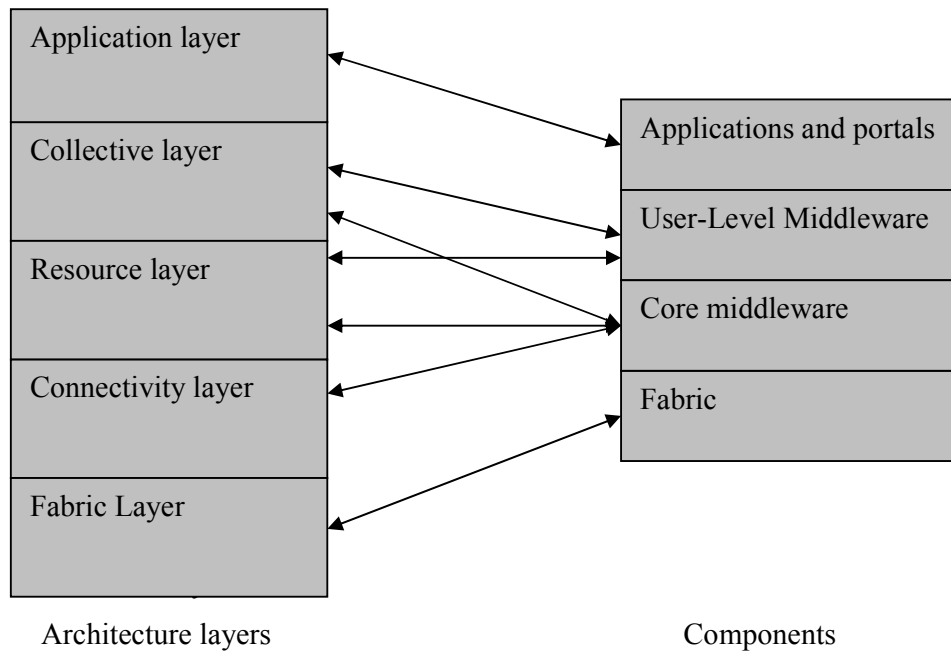 Application layer
Collective layer
Resource layer
Connectivity layer
Fabric Layer
Architecture layers
Applications and portals
User-Level Middleware
Core middleware
Fabric
Components